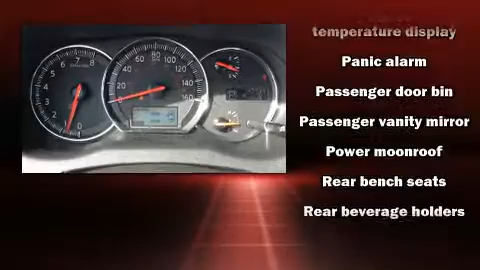 temperature display
Panic alarm
Passenger door bin
Passenger vanity mirror
Power moonroof
Rear bench seats
Rear beverage holders